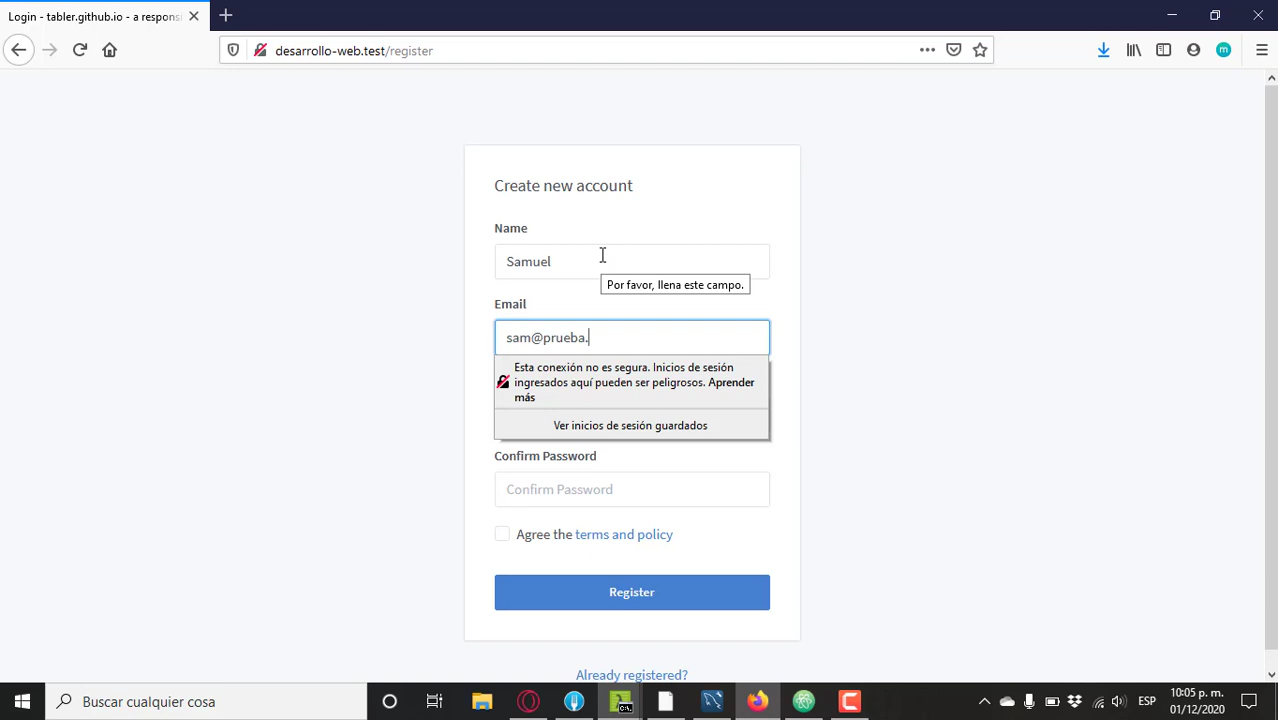 Login - tabler.github.io - a respons
desarrollo-web.test/register
m
Create new account
Name
Samuel
Por favor, llena este campo.
Email
sam@prueba.
Esta conexión no es segura. Inicios de sesión
ingresados aquí pueden ser peligrosos. Aprender
más
Ver inicios de sesión guardados
Confirm Password
Confirm Password
Agree the terms and policy
Register
Already registered?
Buscar cualquier cosa
C:\.
ESP
10:05 p. m.
01/12/2020